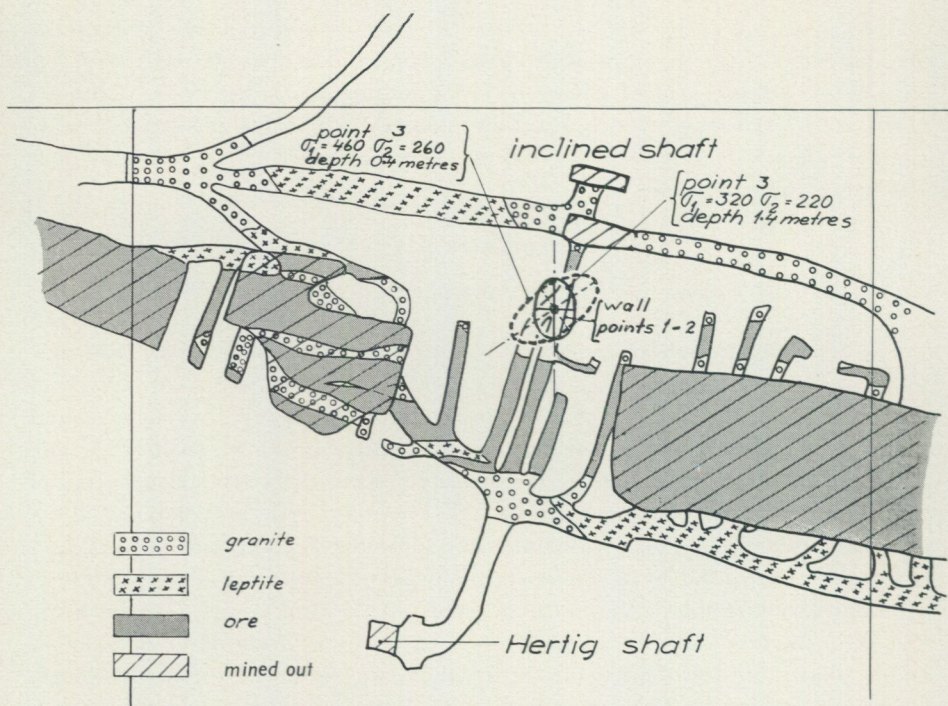 point 3
σ₁=460 σ₂=260
depth 0·4 metres
inclined shaft
point 3
σ₁=320 σ₂=220
depth 1·4 metres
wall
points 1-2
granite
leptite
ore
mined out
Hertig shaft